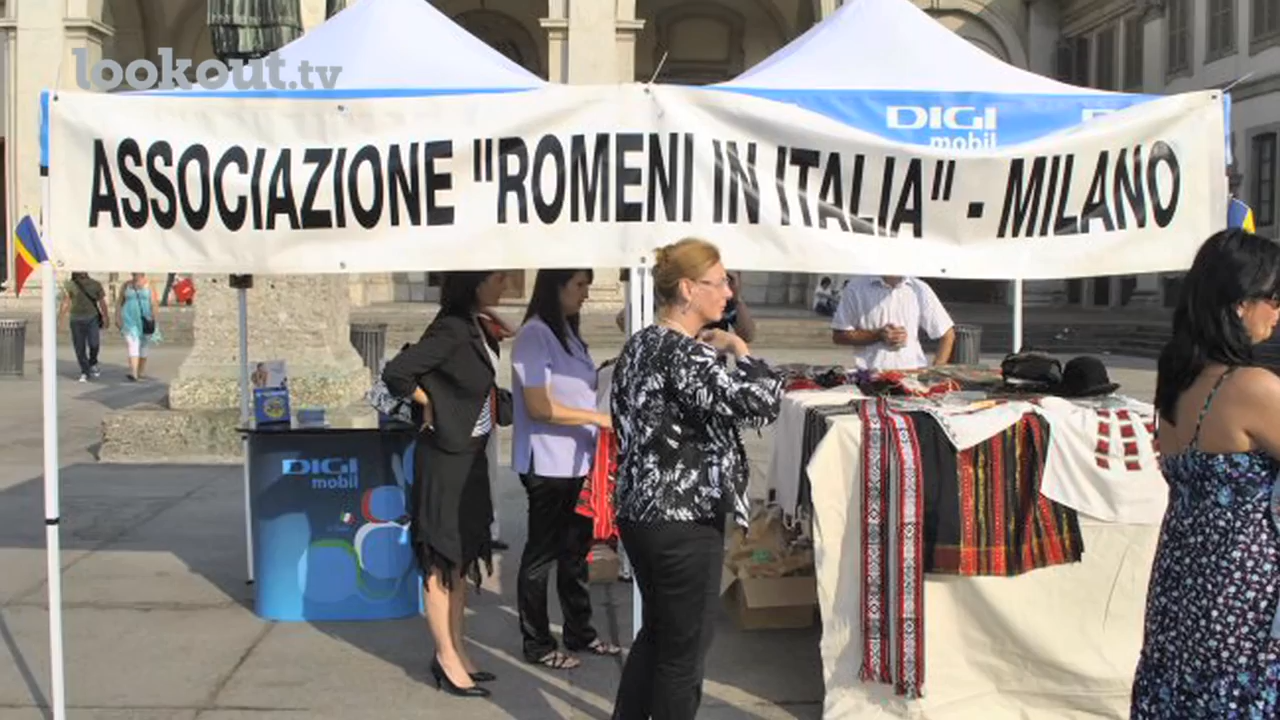 lookout.tv
DIGI
mobil
ASSOCIAZIONE "ROMENI IN ITALIA" - MILANO
DIGI
mobil